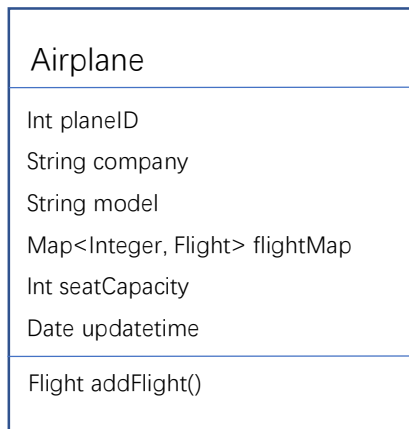 Airplane
Int planeID
String company
String model
Map<Integer, Flight> flightMap
Int seatCapacity
Date updatetime
Flight addFlight()